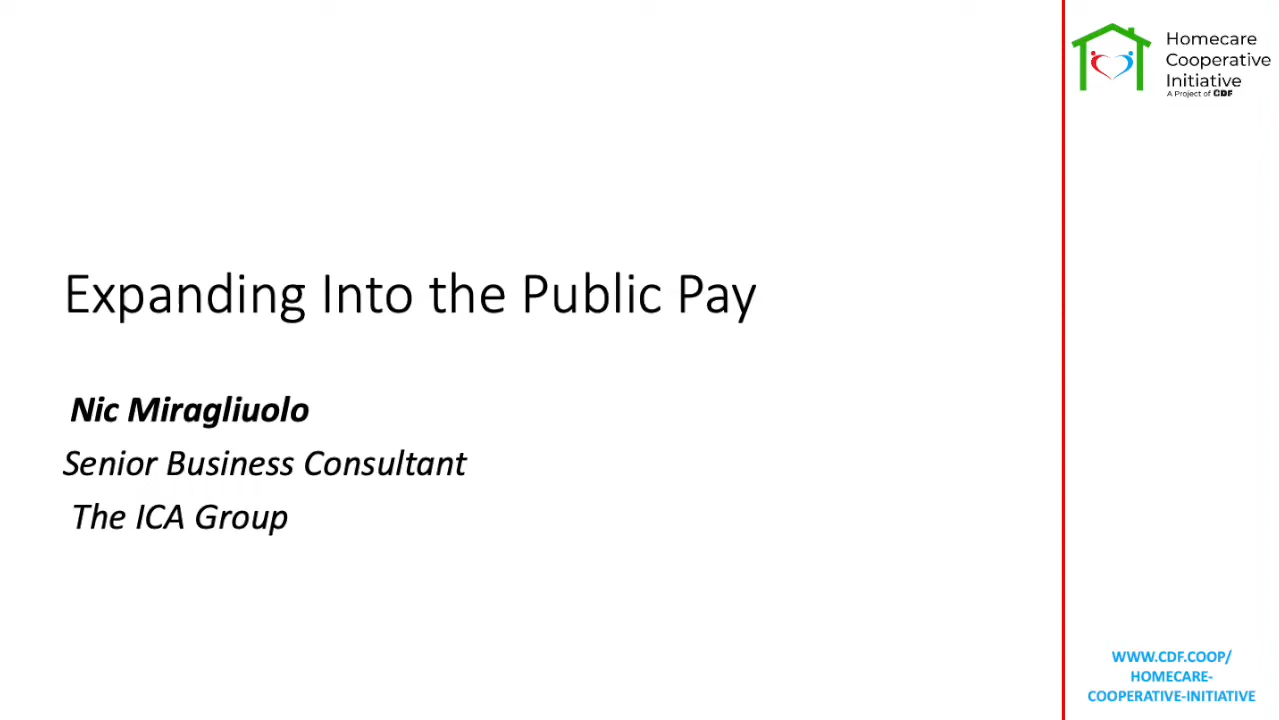 Expanding Into the Public Pay
Nic Miragliuolo
Senior Business Consultant
The ICA Group
Homecare
Cooperative
Initiative
A Project of CDF
WWW.CDF.COOP/
HOMECARE-
COOPERATIVE-INITIATIVE